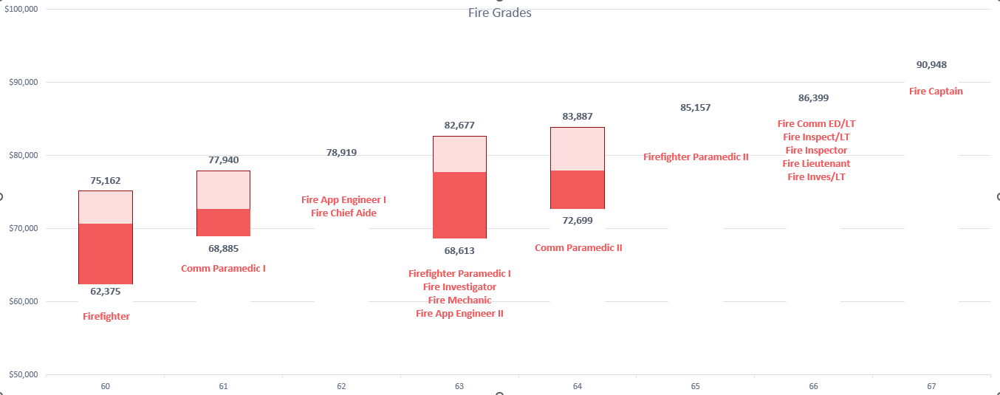 Fire Grades
$100,000
$90,000
$80,000
$70,000
$60,000
$50,000
75,162
62,375
Firefighter
77,940
68,885
Comm Paramedic I
78,919
Fire App Engineer I
Fire Chief Aide
82,677
68,613
Firefighter Paramedic I
Fire Investigator
Fire Mechanic
Fire App Engineer II
83,887
72,699
Comm Paramedic II
85,157
Firefighter Paramedic II
86,399
Fire Comm ED/LT
Fire Inspect/LT
Fire Inspector
Fire Lieutenant
Fire Inves/LT
90,948
Fire Captain
60 61 62 63 64 65 66 67